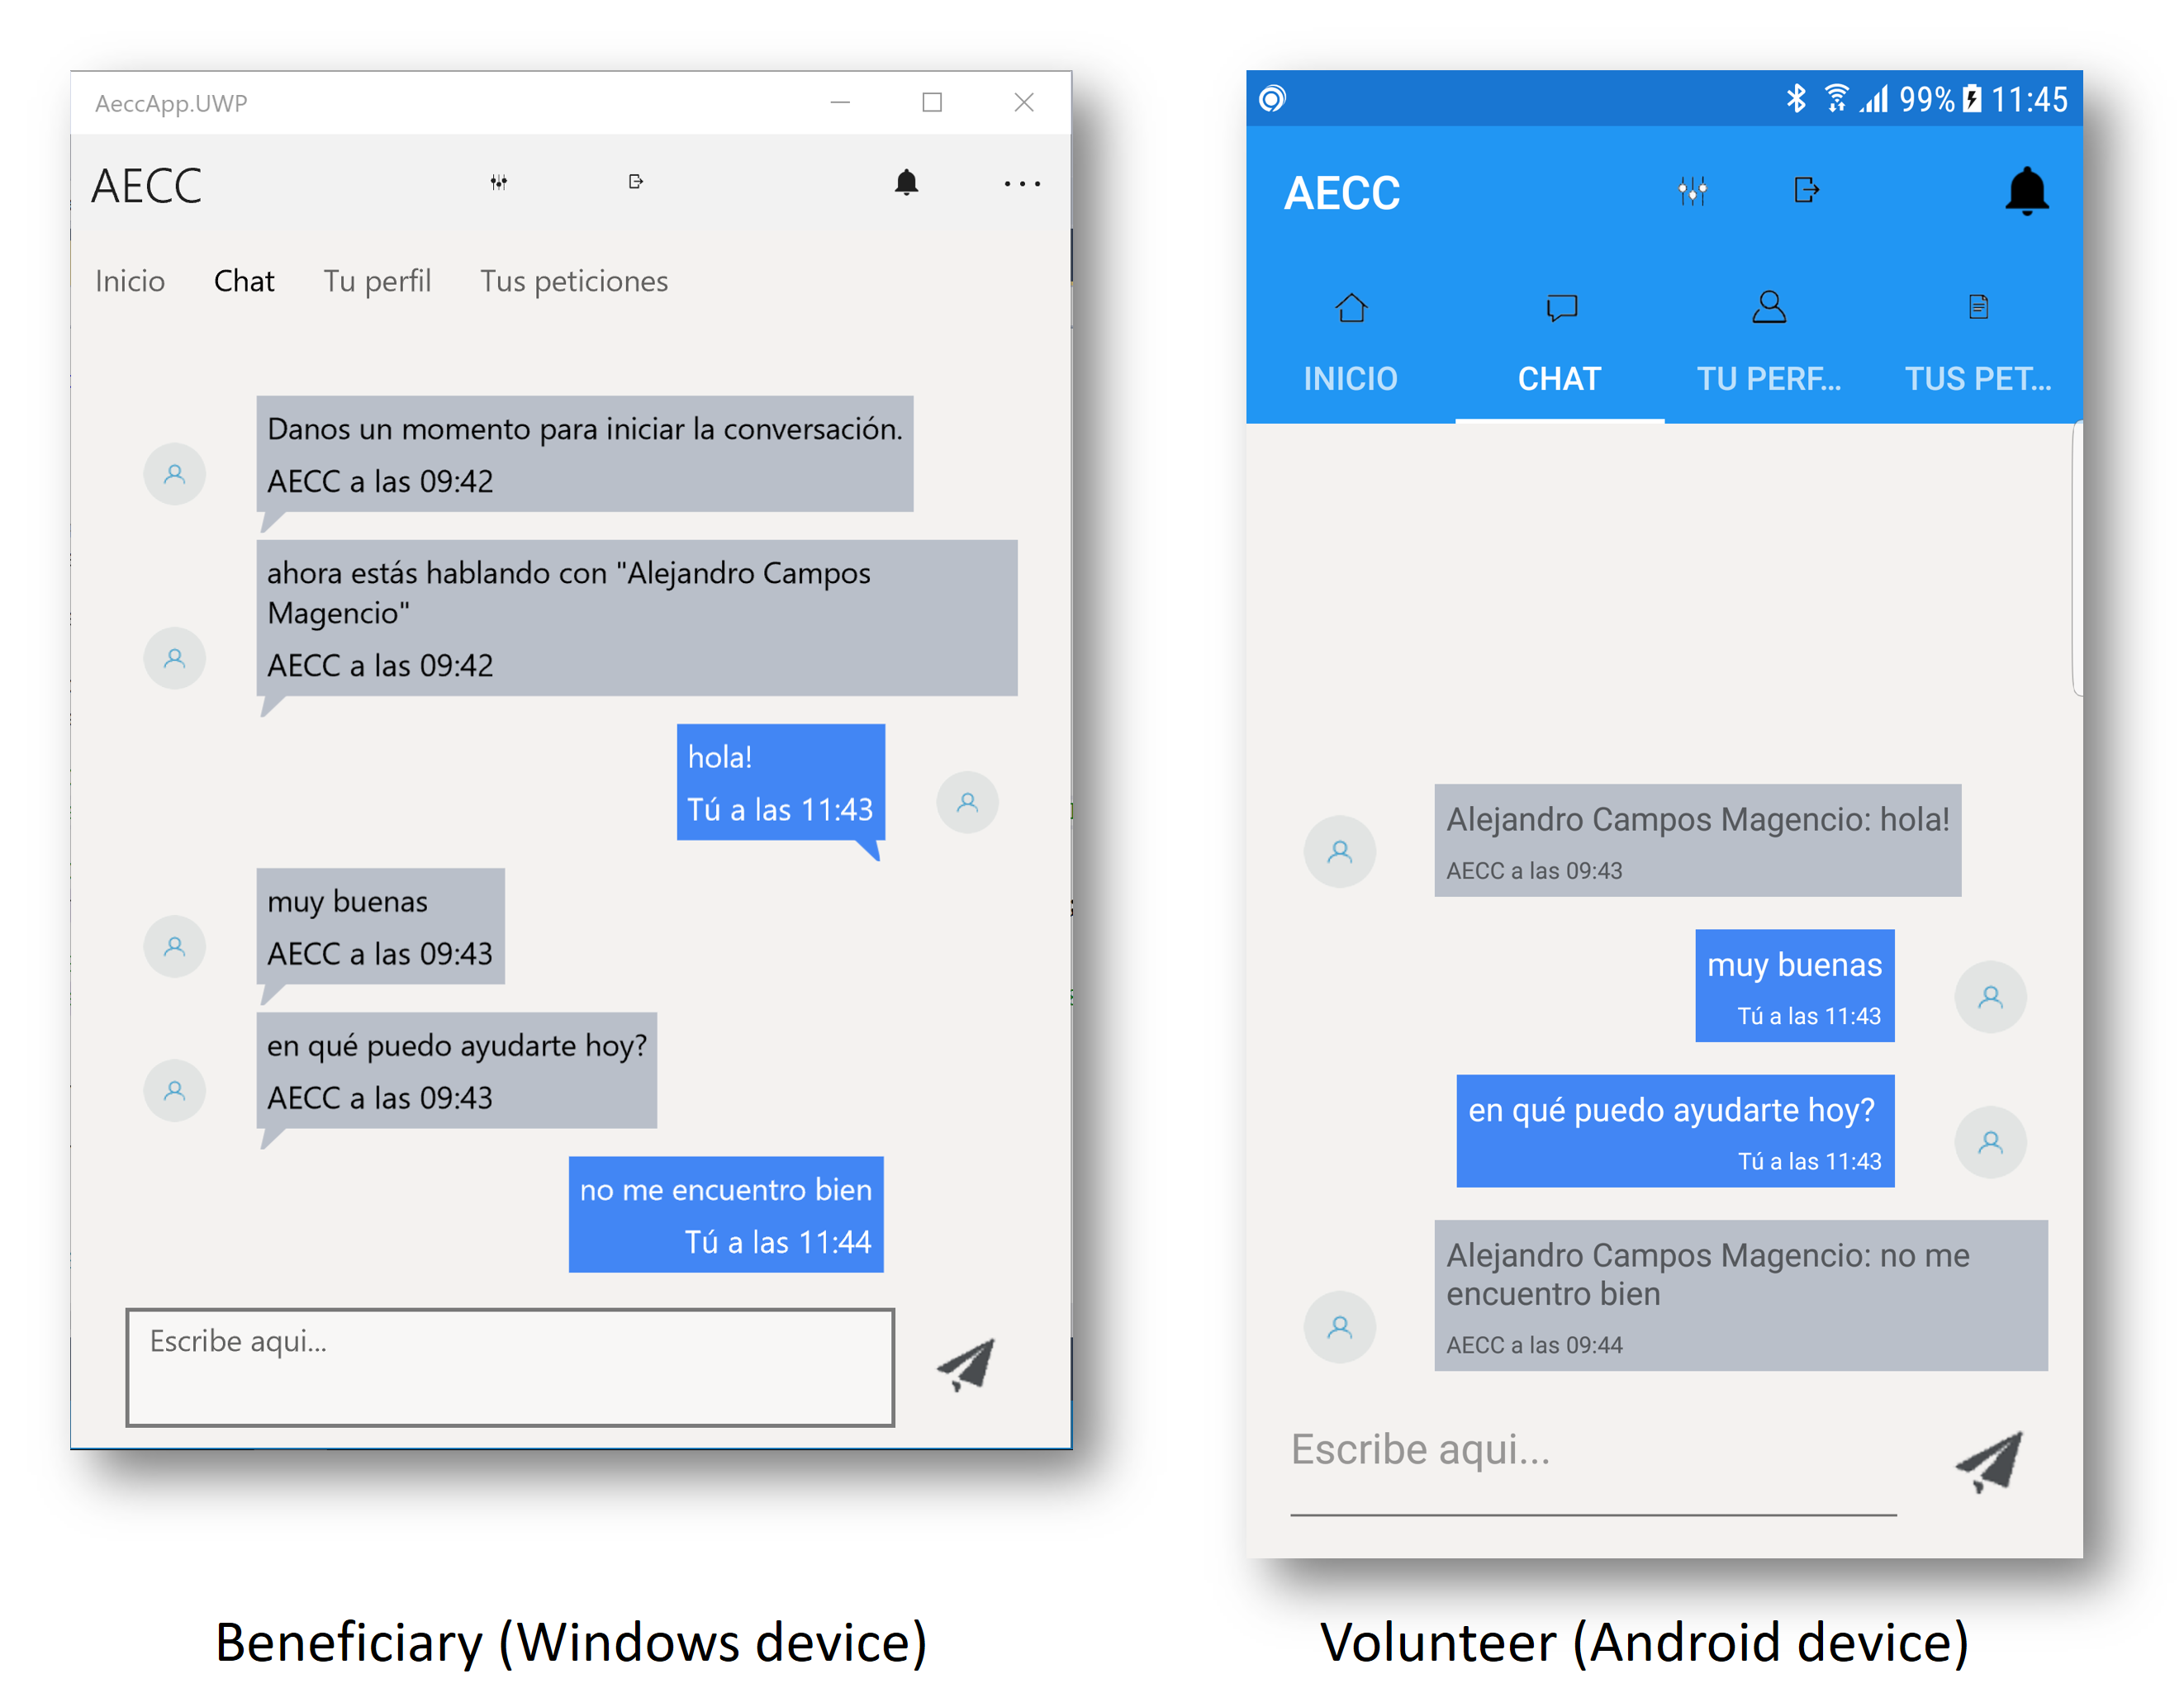 AeccApp.UWP
AECC
Inicio Chat Tu perfil Tus peticiones
Danos un momento para iniciar la conversación.
AECC a las 09:42
ahora estás hablando con "Alejandro Campos
Magencio"
AECC a las 09:42
hola!
Tú a las 11:43
muy buenas
AECC a las 09:43
en qué puedo ayudarte hoy?
AECC a las 09:43
no me encuentro bien
Tú a las 11:44
Escribe aqui...
Beneficiary (Windows device)
99% 11:45
AECC
INICIO CHAT TU PERF... TUS PET...
Alejandro Campos Magencio: hola!
AECC a las 09:43
muy buenas
Tú a las 11:43
en qué puedo ayudarte hoy?
Tú a las 11:43
Alejandro Campos Magencio: no me
encuentro bien
AECC a las 09:44
Escribe aqui...
Volunteer (Android device)